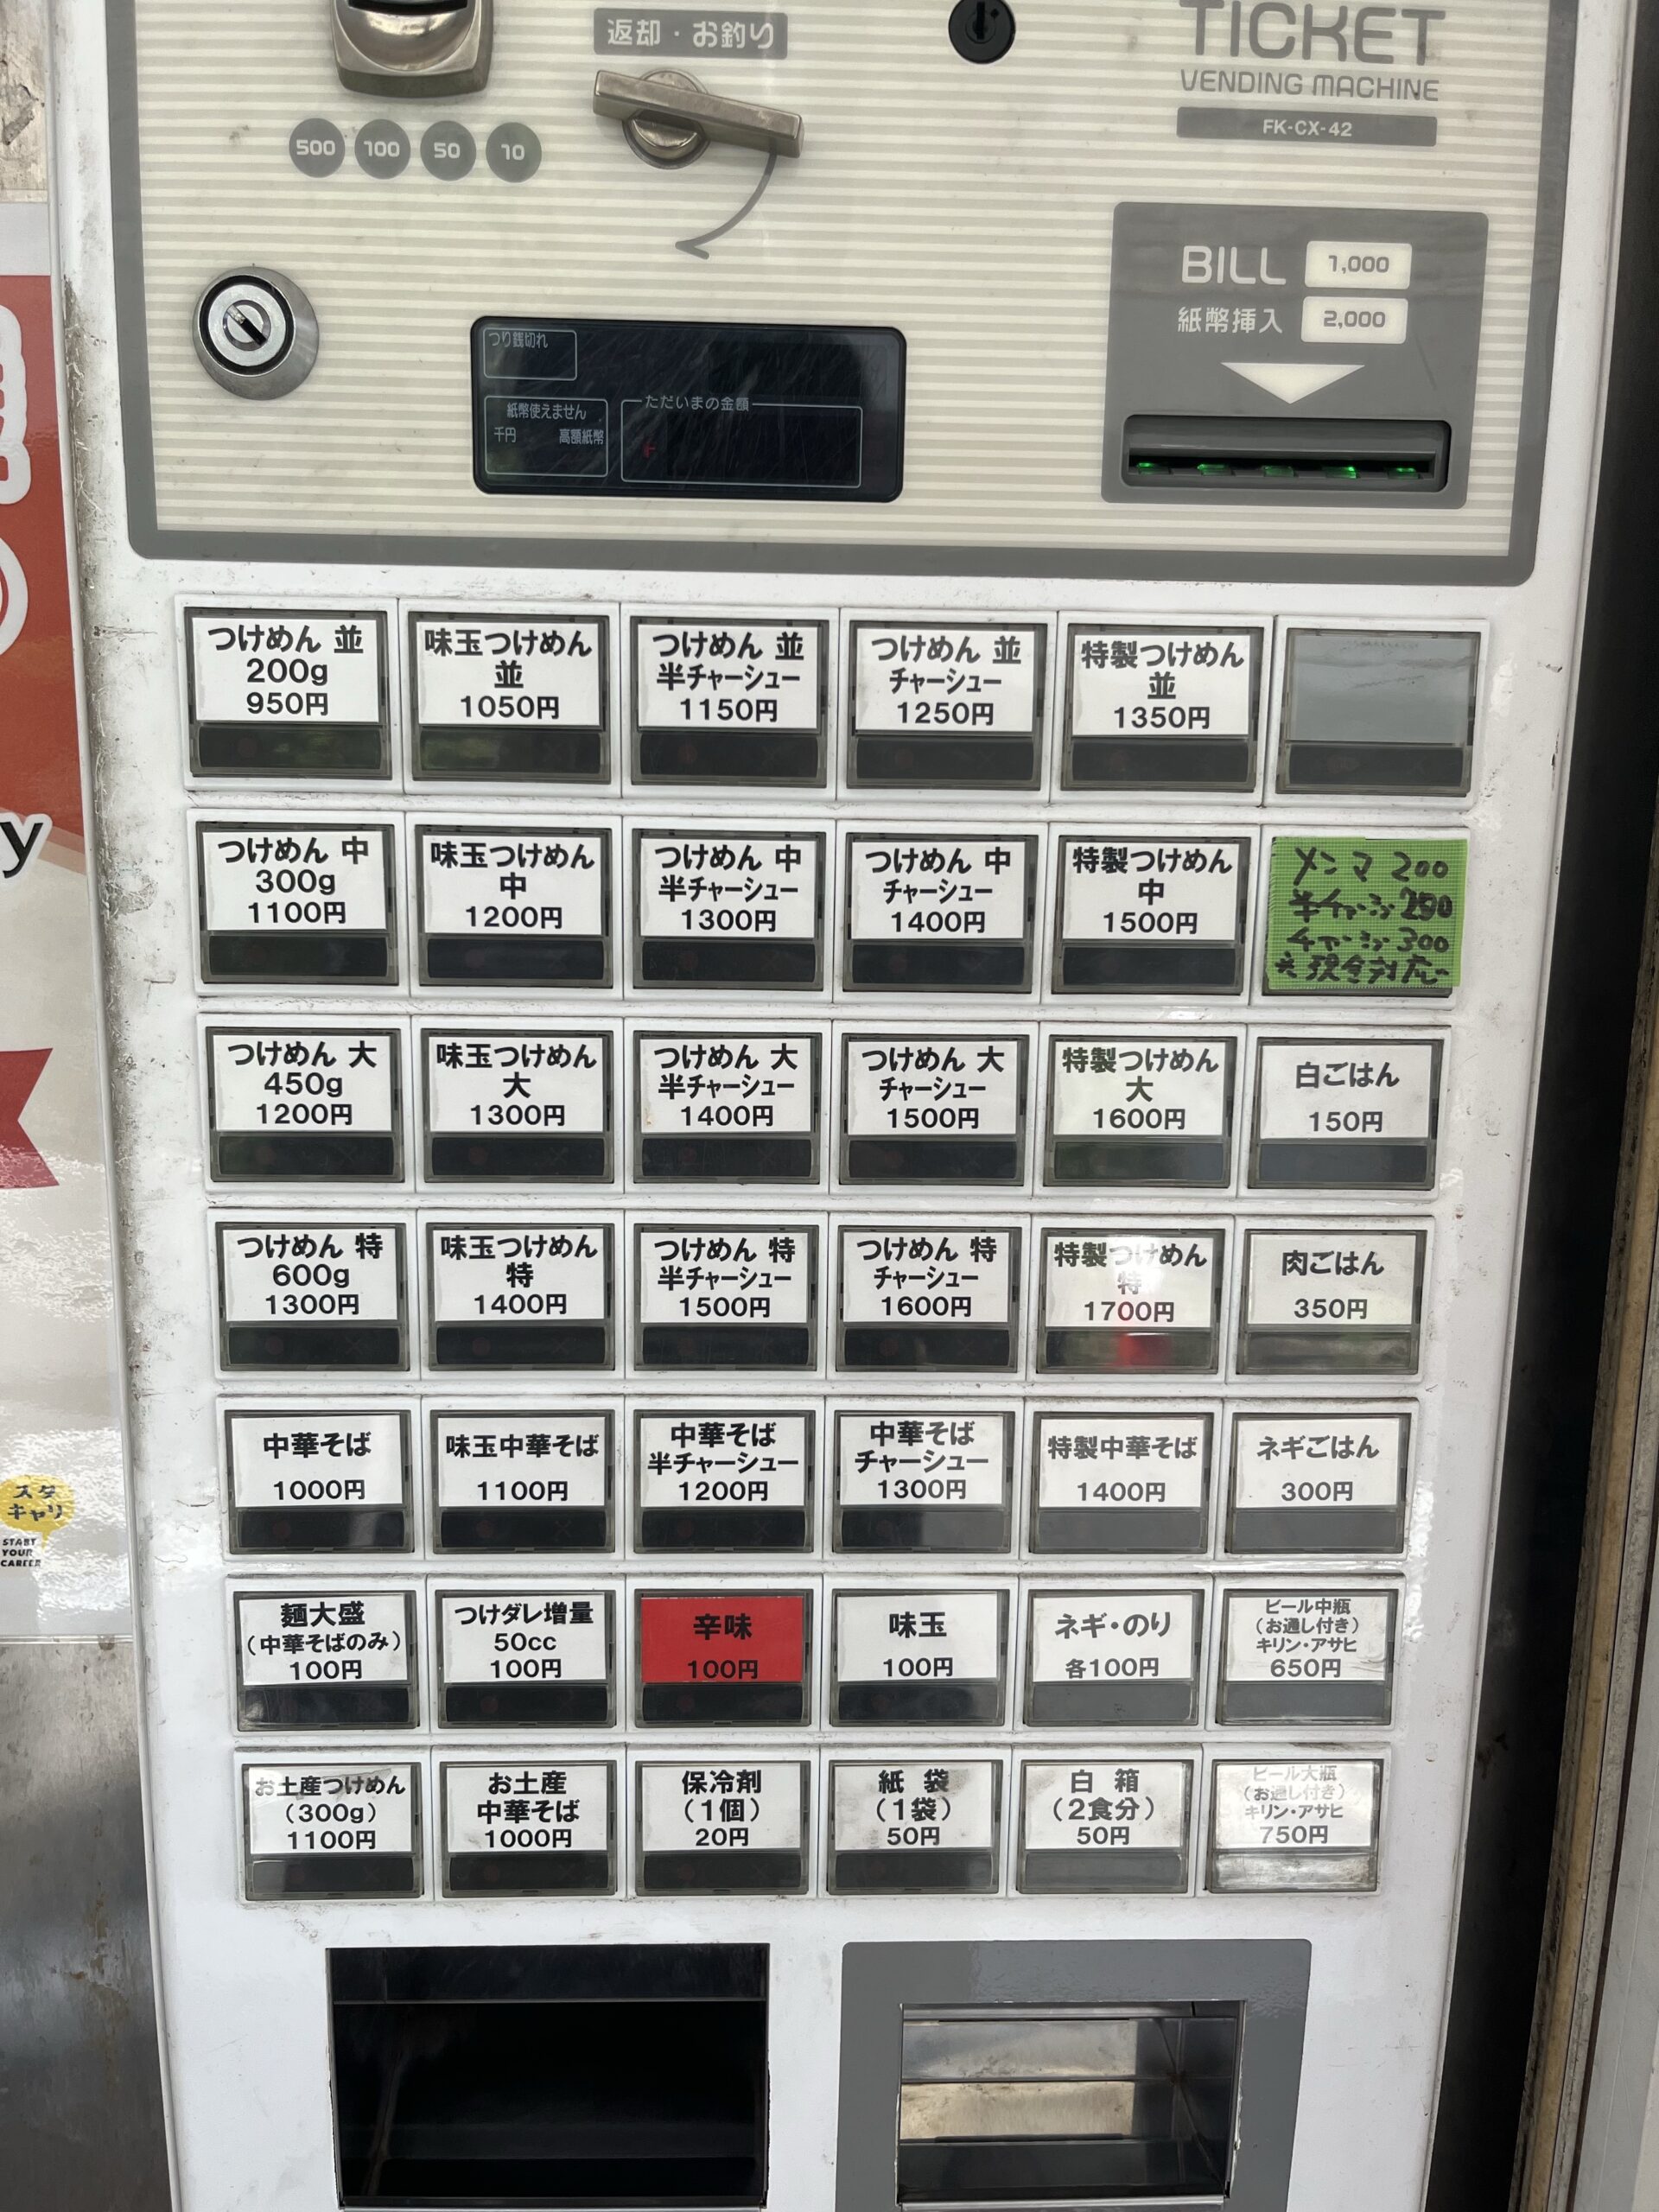 返却・お釣り
TICKET
VENDING MACHINE
FK-CX-42
500 100 50 10
BILL 1,000
紙幣挿入 2,000
つり銭切れ
紙幣使えません
千円 高額紙幣
ただいまの金額
つけめん 並
200g
950円
味玉つけめん
並
1050円
つけめん 並
半チャーシュー
1150円
つけめん 並
チャーシュー
1250円
特製つけめん
並
1350円
つけめん 中
300g
1100円
味玉つけめん
中
1200円
つけめん 中
半チャーシュー
1300円
つけめん 中
チャーシュー
1400円
特製つけめん
中
1500円
メンマ 200
半チャーシュー
チャーシュー 300
現金対応
つけめん 大
450g
1200円
味玉つけめん
大
1300円
つけめん 大
半チャーシュー
1400円
つけめん 大
チャーシュー
1500円
特製つけめん
大
1600円
白ごはん
150円
つけめん 特
600g
1300円
味玉つけめん
特
1400円
つけめん 特
半チャーシュー
1500円
つけめん 特
チャーシュー
1600円
特製つけめん
特
1700円
肉ごはん
350円
中華そば
1000円
味玉中華そば
1100円
中華そば
半チャーシュー
1200円
中華そば
チャーシュー
1300円
特製中華そば
1400円
ネギごはん
300円
麺大盛
(中華そばのみ)
100円
つけダレ増量
50cc
100円
辛味
100円
味玉
100円
ネギ・のり
各100円
ビール中瓶
(お通し付き)
キリン・アサヒ
650円
お土産つけめん
(300g)
1100円
お土産
中華そば
1000円
保冷剤
(1個)
20円
紙 袋
(1袋)
50円
白 箱
(2食分)
50円
ビール大瓶
(お通し付き)
キリン・アサヒ
750円
y
スタ
キャリ
START
YOUR
CAREER